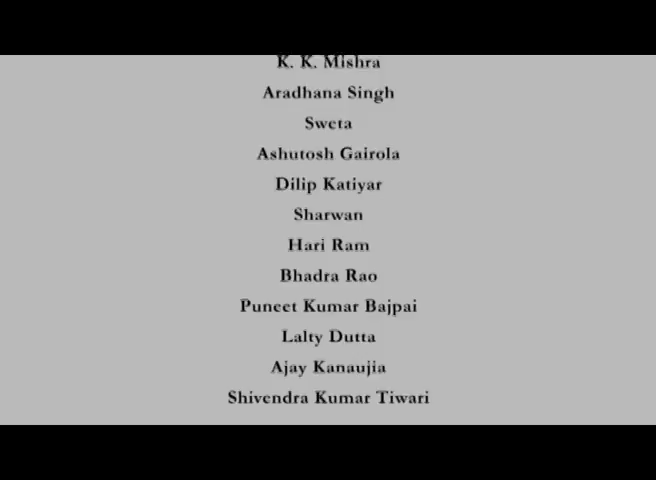 K. K. Mishra
Aradhana Singh
Sweta
Ashutosh Gairola
Dilip Katiyar
Sharwan
Hari Ram
Bhadra Rao
Puneet Kumar Bajpai
Lalty Dutta
Ajay Kanaujia
Shivendra Kumar Tiwari